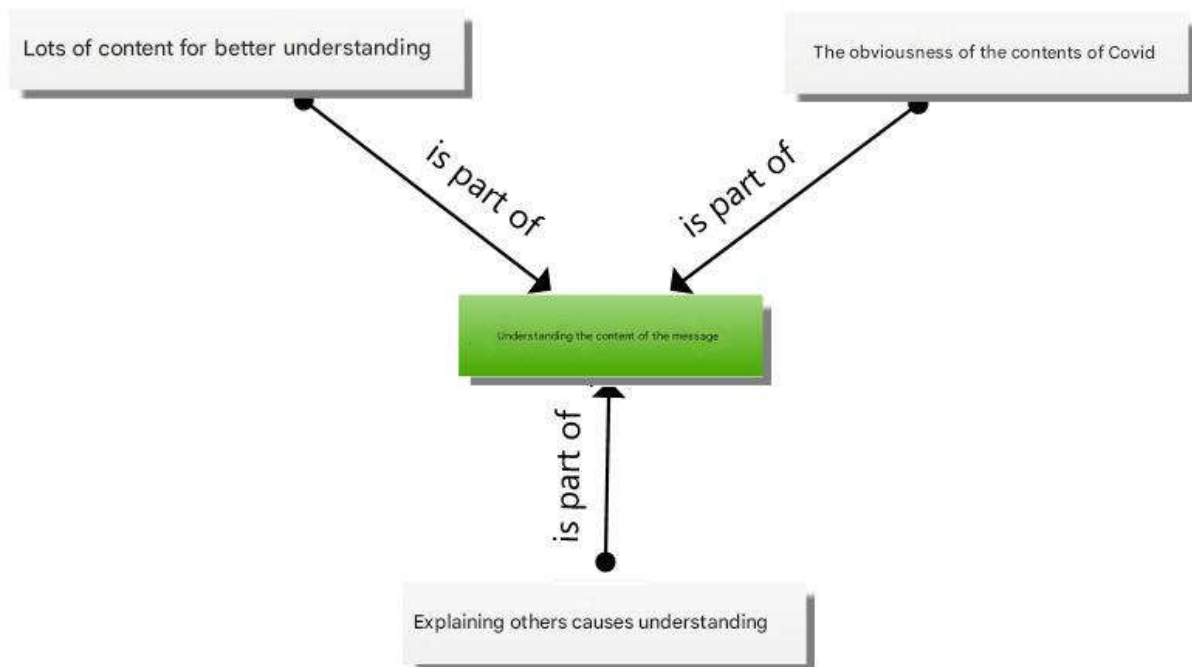 Lots of content for better understanding
The obviousness of the contents of Covid
is part of
is part of
Understanding the content of the message
is part of
Explaining others causes understanding